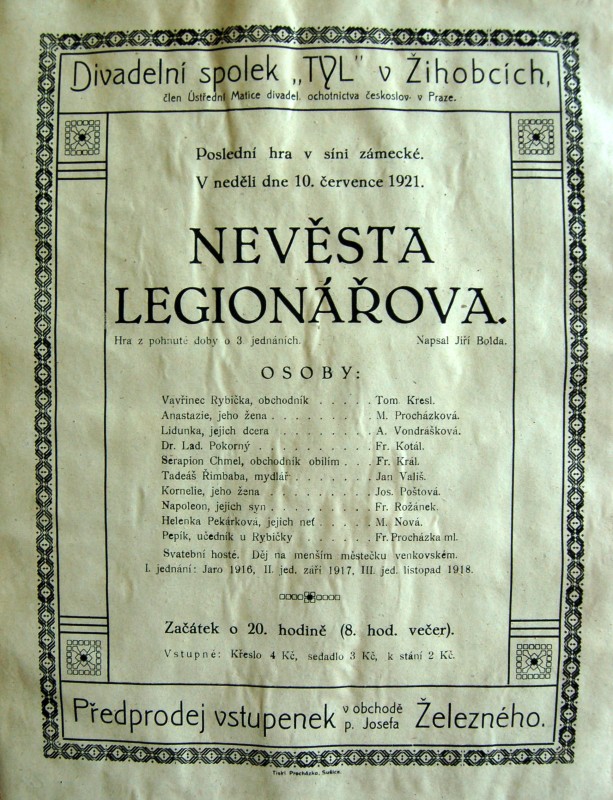 Divadelní spolek „TYL" v Žihobcích,
člen Ústřední Matice divadel. ochotnictva českoslov. v Praze.
Poslední hra v síni zámecké.
V neděli dne 10. července 1921.
NEVĚSTA
LEGIONÁŘOVA.
Hra z pohnuté doby o 3 jednáních. Napsal Jiří Bolda.
OSOBY:
Vavřinec Rybička, obchodník . . . . . Tom. Kresl.
Anastazie, jeho žena . . . . . . . . . M. Procházková.
Lidunka, jejich dcera . . . . . . . . A. Vondrášková.
Dr. Lad. Pokorný . . . . . . . . . . Fr. Kotál.
Serapion Chmel, obchodník obilím . . . Fr. Král.
Tadeáš Řimbaba, mydlář . . . . . . . Jan Vališ.
Kornelie, jeho žena . . . . . . . . . Jos. Poštová.
Napoleon, jejich syn . . . . . . . . . Fr. Rožánek.
Helenka Pekárková, jejich neť . . . . . M. Nová.
Pepík, učedník u Rybičky . . . . . . Fr. Procházka ml.
Svatební hosté. Děj na menším městečku venkovském.
I. jednání: Jaro 1916, II. jed. září 1917, III. jed. listopad 1918.
Začátek o 20. hodině (8. hod. večer).
Vstupné: Křeslo 4 Kč, sedadlo 3 Kč, k stání 2 Kč.
Předprodej vstupenek v obchodě p. Josefa Železného.
Tiskl Procházka, Sušice.